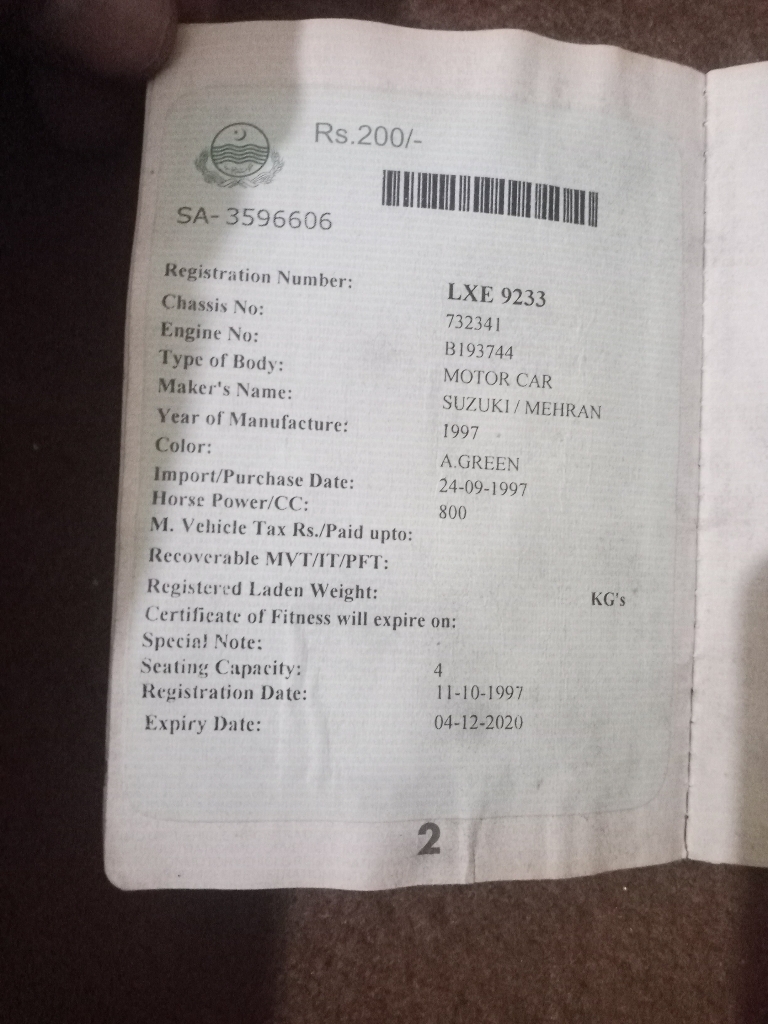 Rs.200/-
SA-3596606
Registration Number: LXE 9233
Chassis No: 732341
Engine No: B193744
Type of Body: MOTOR CAR
Maker's Name: SUZUKI / MEHRAN
Year of Manufacture: 1997
Color: A.GREEN
Import/Purchase Date: 24-09-1997
Horse Power/CC: 800
M. Vehicle Tax Rs./Paid upto:
Recoverable MVT/IT/PFT:
Registered Laden Weight: KG's
Certificate of Fitness will expire on:
Special Note:
Seating Capacity: 4
Registration Date: 11-10-1997
Expiry Date: 04-12-2020
2